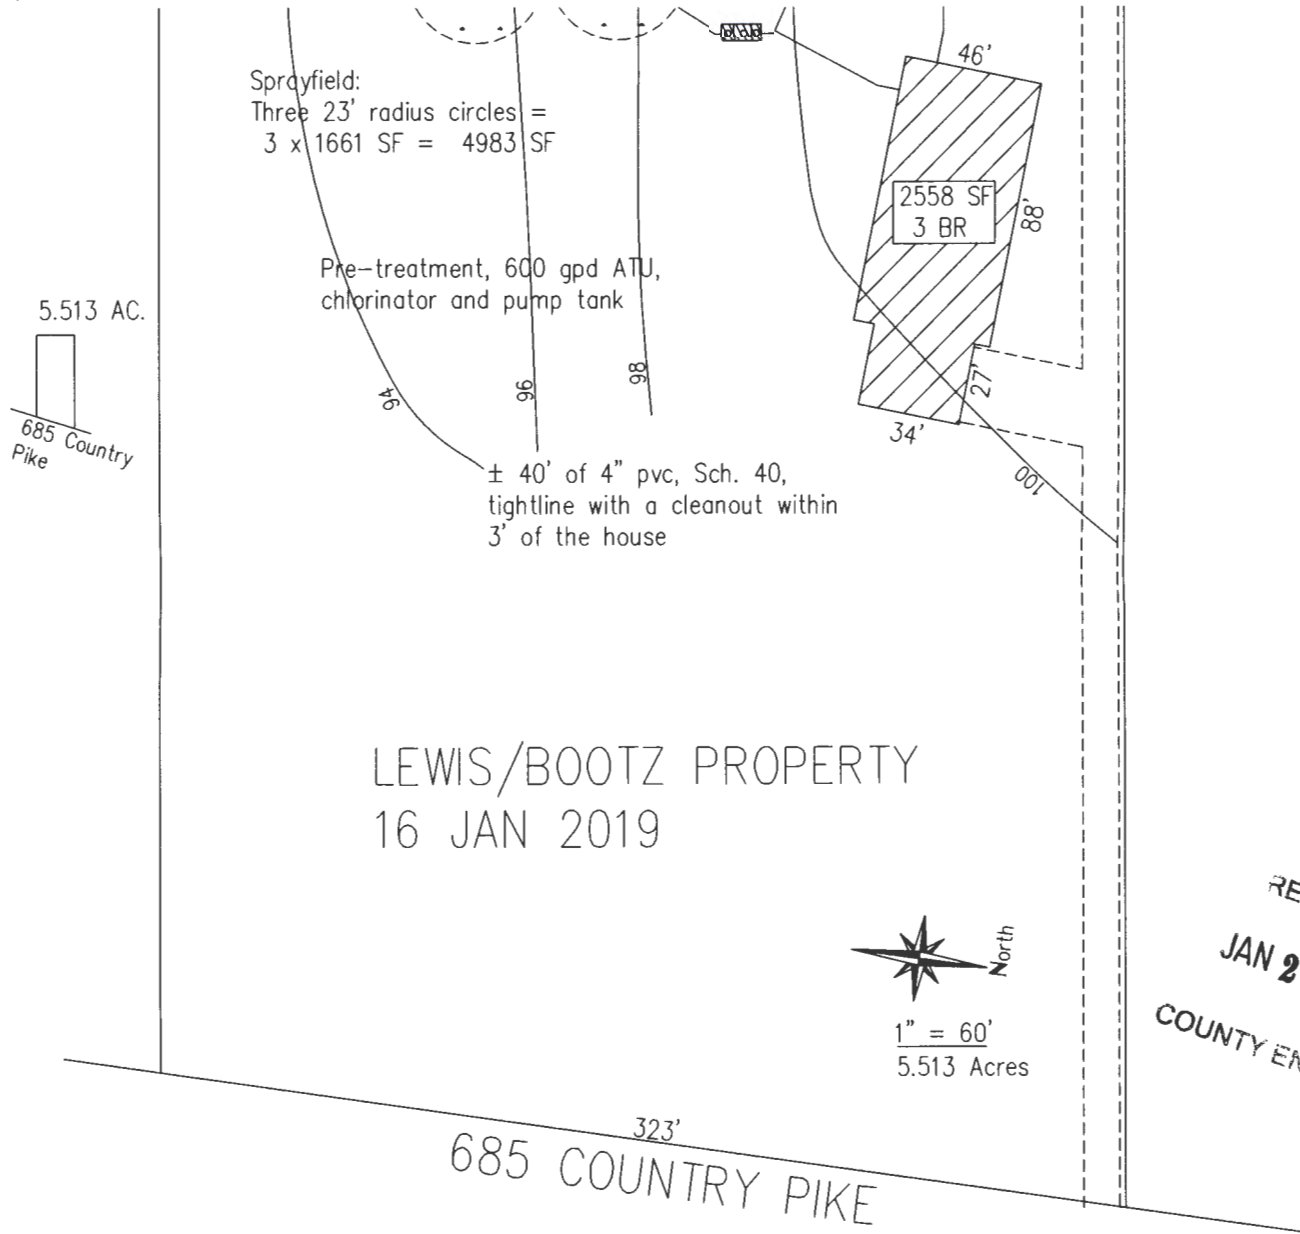 46'
Sprayfield:
Three 23' radius circles =
3 x 1661 SF = 4983 SF
2558 SF
3 BR
88'
Pre-treatment, 600 gpd ATU,
chlorinator and pump tank
5.513 AC.
685 Country
Pike
94
96
98
27'
34'
100
± 40' of 4" pvc, Sch. 40,
tightline with a cleanout within
3' of the house
LEWIS/BOOTZ PROPERTY
16 JAN 2019
North
1" = 60'
5.513 Acres
RE
JAN 2
COUNTY EN
323'
685 COUNTRY PIKE